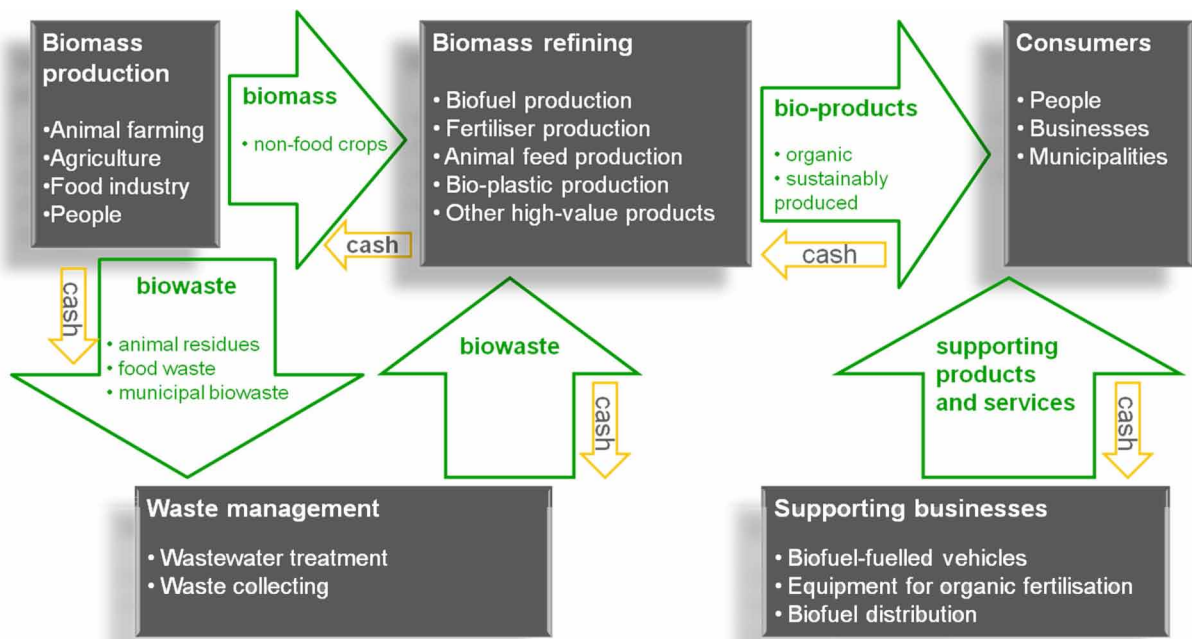 Biomass
production
•Animal farming
•Agriculture
•Food industry
•People
biomass
• non-food crops
cash
Biomass refining
• Biofuel production
• Fertiliser production
• Animal feed production
• Bio-plastic production
• Other high-value products
bio-products
• organic
• sustainably
produced
cash
Consumers
• People
• Businesses
• Municipalities
cash
biowaste
• animal residues
• food waste
• municipal biowaste
biowaste
cash
supporting
products
and services
cash
Waste management
• Wastewater treatment
• Waste collecting
Supporting businesses
• Biofuel-fuelled vehicles
• Equipment for organic fertilisation
• Biofuel distribution